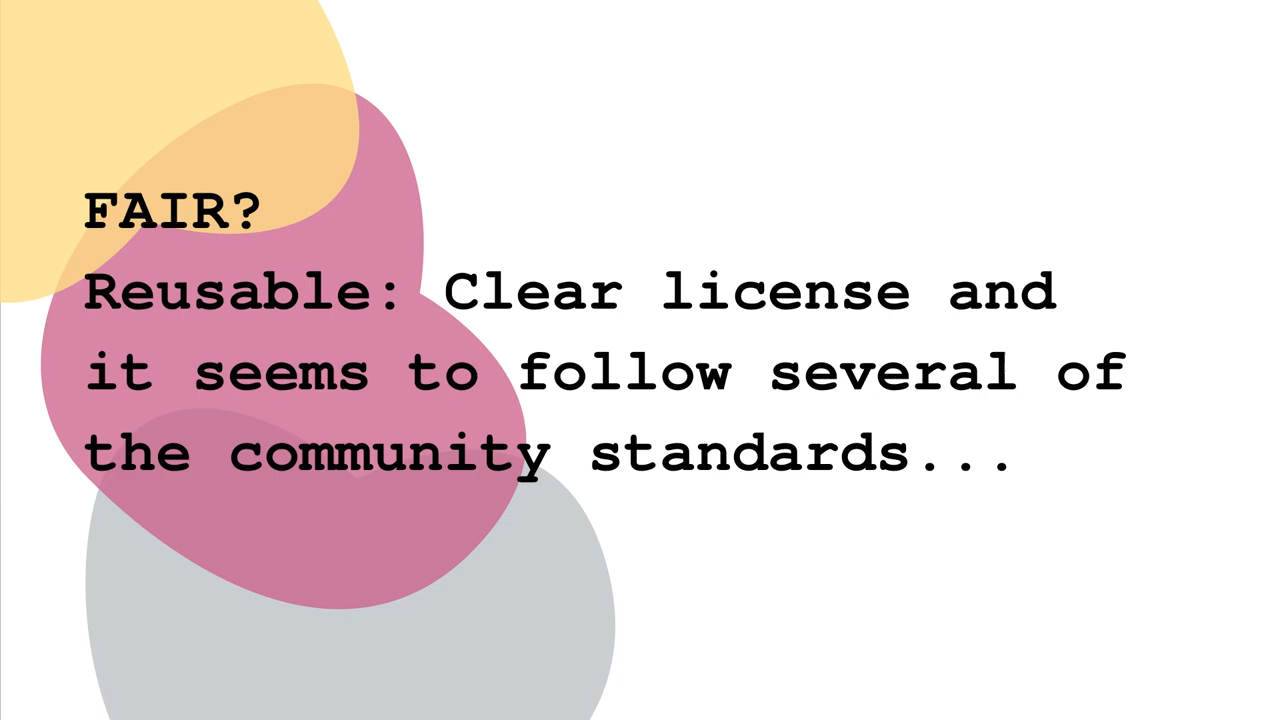 FAIR?
Reusable: Clear license and
it seems to follow several of
the community standards...